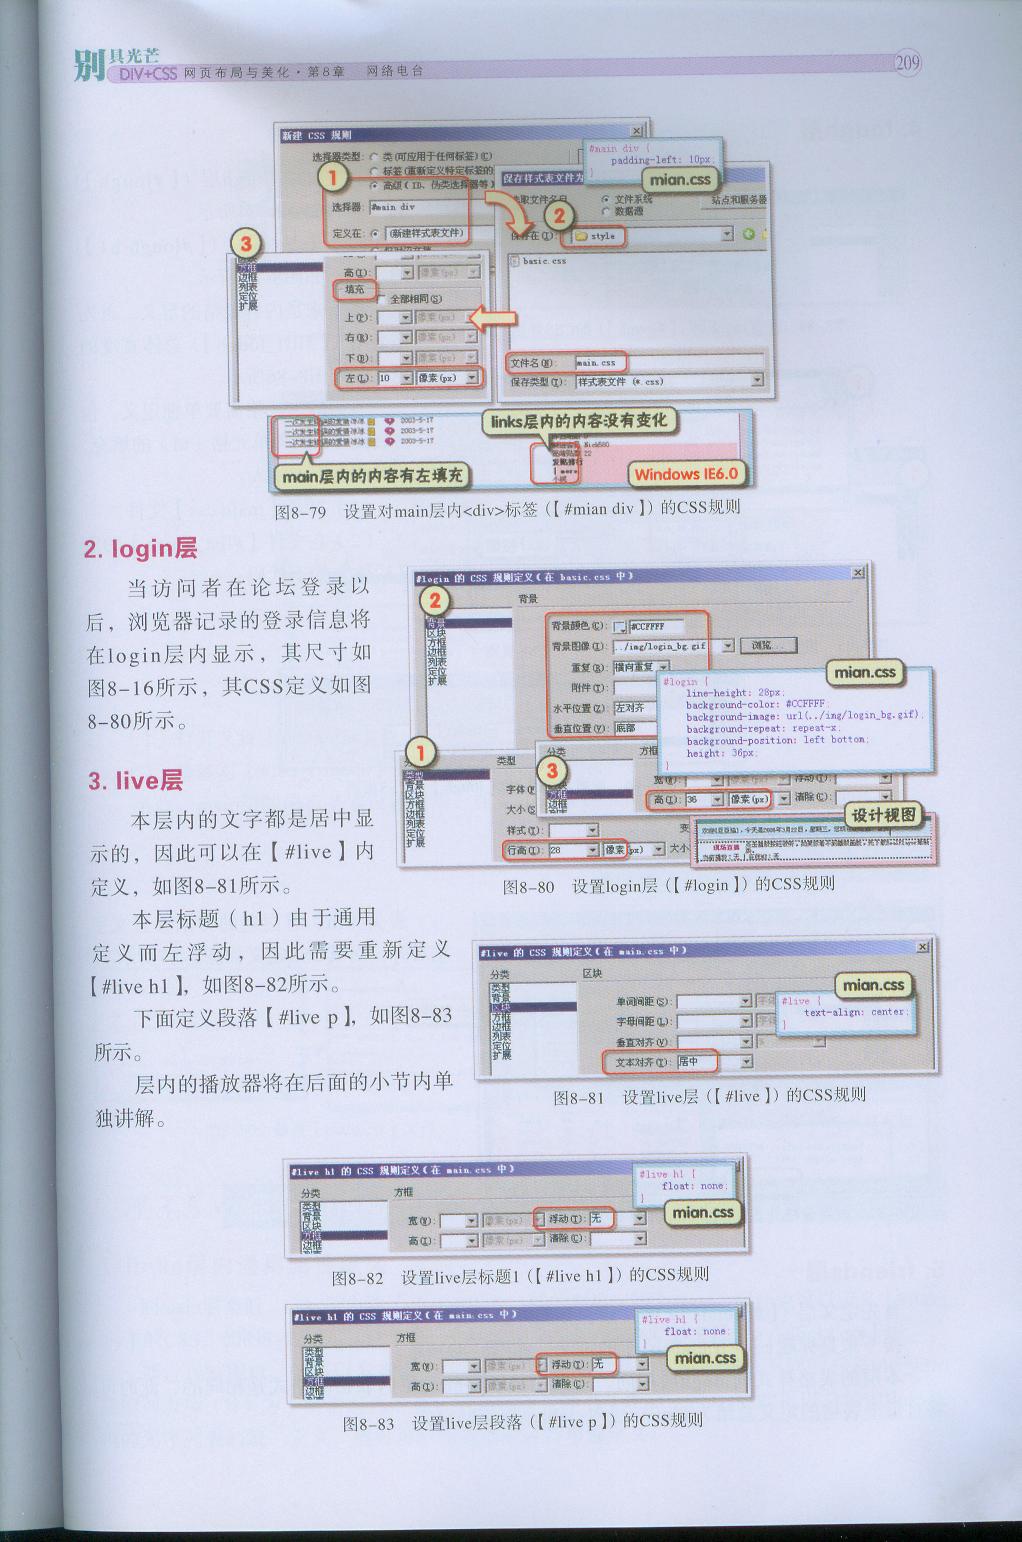 别具光芒
DIV+CSS 网页布局与美化·第8章 网络电台
209
新建 CSS 规则
选择器类型: 类(可应用于任何标签)(C)
标签(重新定义特定标签的
高级(ID、伪类选择器等)
选择器: #main div
定义在: (新建样式表文件)
1
#main div {
padding-left: 10px;
mian.css
保存样式表文件为
文件系统
数据源
站点和服务器
2
保存在(I): style
basic.css
文件名(N): main.css
保存类型(T): 样式表文件 (*.css)
3
方框
边框
列表
定位
扩展
高(I): 像素(px)
填充
全部相同(S)
上(P): 像素(px)
右(R): 像素(px)
下(B): 像素(px)
左(L): 10 像素(px)
2003-5-17
2003-5-17
2003-5-17
links层内的内容没有变化
main层内的内容有左填充
Windows IE6.0
图8-79 设置对main层内<div>标签(【 #mian div 】)的CSS规则
2. login层
当访问者在论坛登录以
后，浏览器记录的登录信息将
在login层内显示，其尺寸如
图8-16所示，其CSS定义如图
8-80所示。
#login 的 CSS 规则定义(在 basic.css 中)
2
背景
背景
区块
方框
边框
列表
定位
扩展
背景颜色(C): #CCFFFF
背景图像(I): ../img/login_bg.gif 浏览...
重复(R): 横向重复
附件(T):
水平位置(Z): 左对齐
垂直位置(V): 底部
mian.css
#login {
line-height: 28px;
background-color: #CCFFFF;
background-image: url(../img/login_bg.gif);
background-repeat: repeat-x;
background-position: left bottom;
height: 36px;
}
1
类型
类型
背景
区块
方框
边框
列表
定位
扩展
字体(F):
大小(S)
样式(T):
行高(I): 28 像素(px) 大小
3
分类
方框
高(I): 36 像素(px) 清除(C):
设计视图
图8-80 设置login层(【 #login 】)的CSS规则
3. live层
本层内的文字都是居中显
示的，因此可以在【 #live 】内
定义，如图8-81所示。
本层标题（h1）由于通用
定义而左浮动，因此需要重新定义
【 #live h1 】，如图8-82所示。
下面定义段落【 #live p 】，如图8-83
所示。
层内的播放器将在后面的小节内单
独讲解。
#live 的 CSS 规则定义(在 main.css 中)
分类
区块
类型
背景
区块
方框
边框
列表
定位
扩展
单词间距(S):
字母间距(L):
垂直对齐(V):
文本对齐(T): 居中
mian.css
#live {
text-align: center;
}
图8-81 设置live层(【 #live 】)的CSS规则
#live h1 的 CSS 规则定义(在 main.css 中)
分类
方框
类型
背景
区块
方框
边框
宽(W): 像素(px) 浮动(T): 无
高(I): 像素(px) 清除(C):
#live h1 {
float: none;
}
mian.css
图8-82 设置live层标题1(【 #live h1 】)的CSS规则
#live h1 的 CSS 规则定义(在 main.css 中)
分类
方框
类型
背景
区块
方框
边框
宽(W): 像素(px) 浮动(T): 无
高(I): 像素(px) 清除(C):
#live h1 {
float: none;
}
mian.css
图8-83 设置live层段落(【 #live p 】)的CSS规则